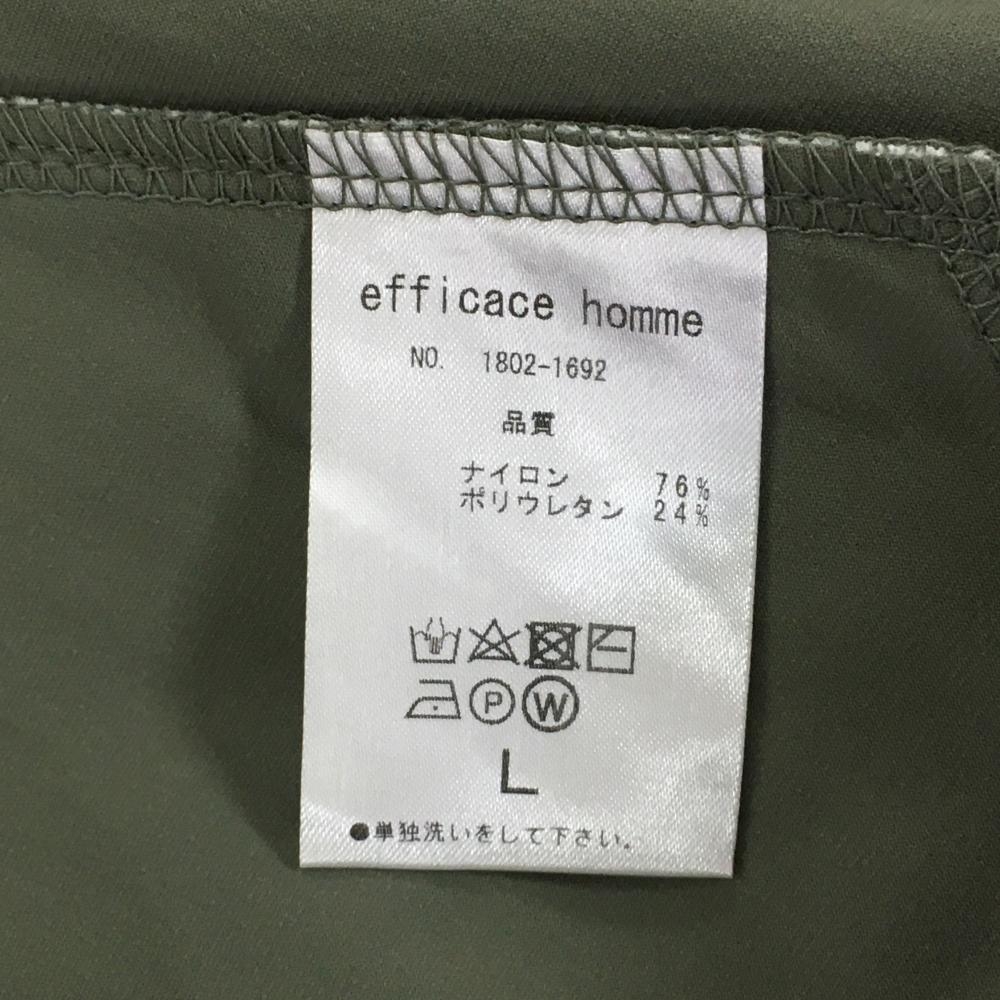 efficace homme
NO. 1802-1692
品質
ナイロン 76%
ポリウレタン 24%
P W
L
●単独洗いをして下さい。